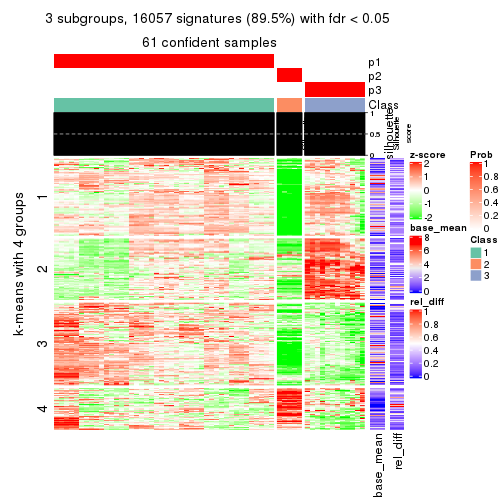 3 subgroups, 16057 signatures (89.5%) with fdr < 0.05
61 confident samples
p1
p2
p3
Class
1
0.5
0
silhouette
Silhouette
score
k-means with 4 groups
1
2
3
4
base_mean
rel_diff
z-score
2
1
0
-1
-2
base_mean
8
6
4
2
0
rel_diff
1
0.8
0.6
0.4
0.2
0
Prob
1
0.8
0.6
0.4
0.2
0
Class
1
2
3